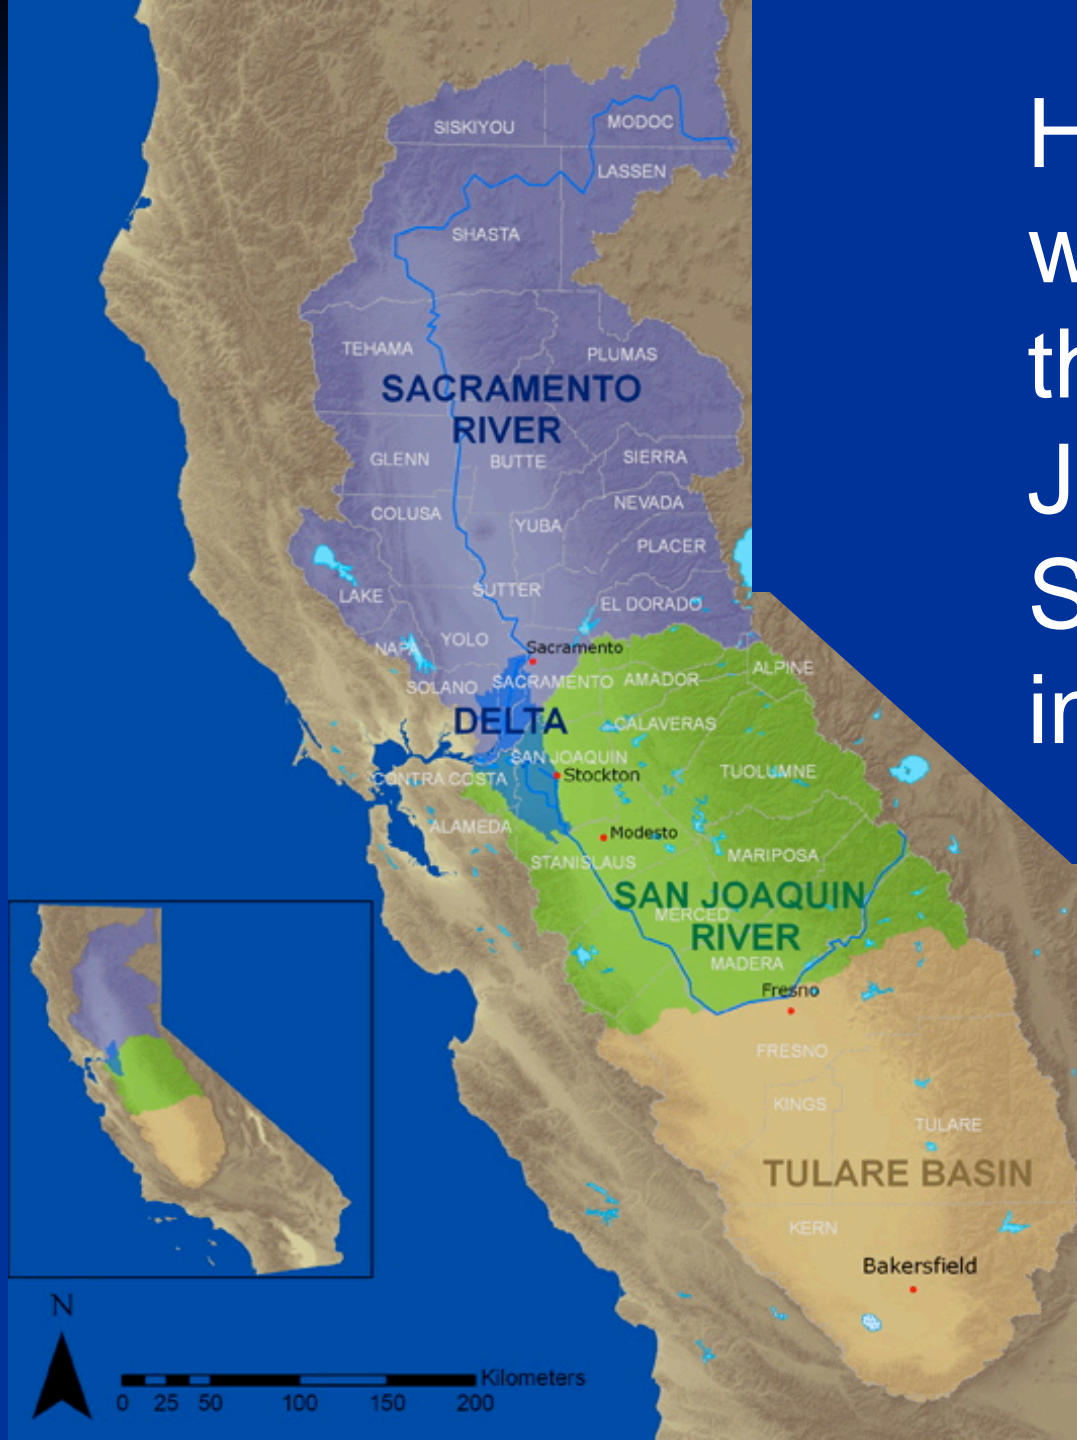 SISKIYOU
MODOC
LASSEN
SHASTA
TEHAMA
PLUMAS
SACRAMENTO
RIVER
GLENN
BUTTE
SIERRA
COLUSA
YUBA
NEVADA
PLACER
LAKE
SUTTER
EL DORADO
NAPA
YOLO
Sacramento
SOLANO
SACRAMENTO
AMADOR
ALPINE
DELTA
CALAVERAS
SAN JOAQUIN
CONTRA COSTA
Stockton
TUOLUMNE
ALAMEDA
Modesto
STANISLAUS
MARIPOSA
SAN JOAQUIN
MERCED
RIVER
MADERA
Fresno
FRESNO
KINGS
TULARE
TULARE BASIN
KERN
Bakersfield
N
Kilometers
0 25 50 100 150 200
H
w
th
J
S
in